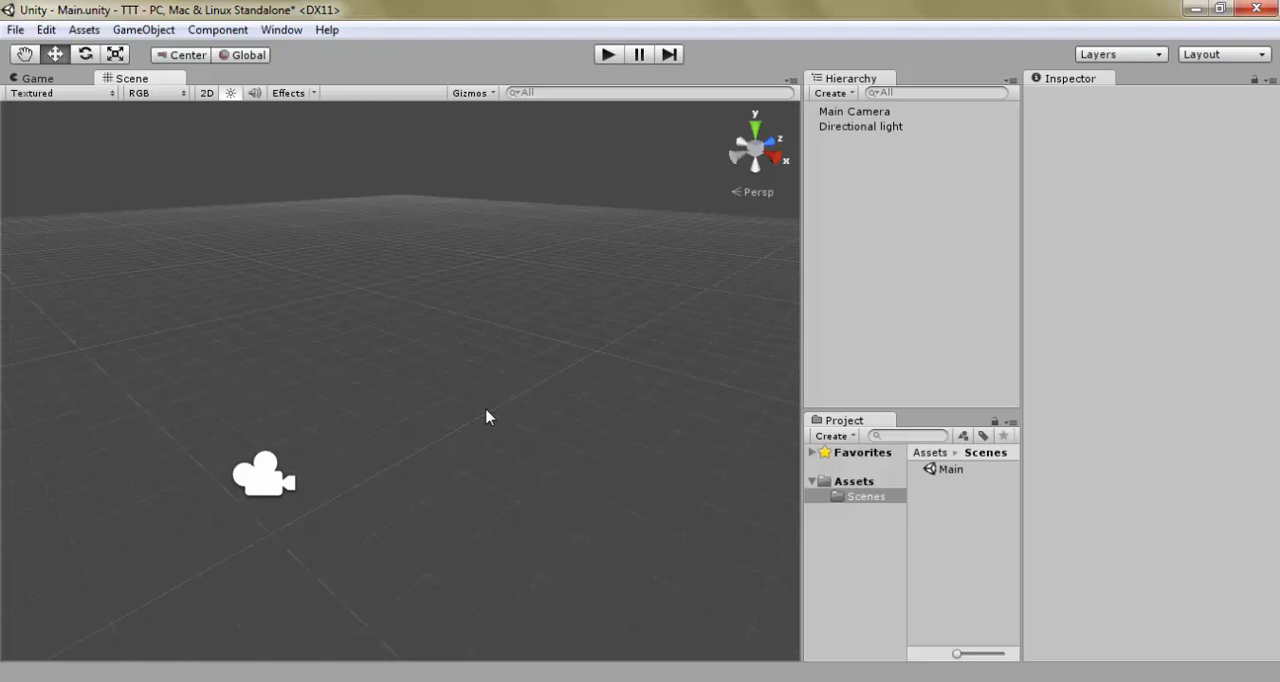 Unity - Main.unity - TTT - PC, Mac & Linux Standalone* <DX11>
File Edit Assets GameObject Component Window Help
Center Global Layers Layout
Game Scene Hierarchy Inspector
Textured RGB 2D Effects Gizmos All Create All
Main Camera
Directional light
y
z
x
Persp
Project
Create
Favorites Assets Scenes
Main
Assets
Scenes